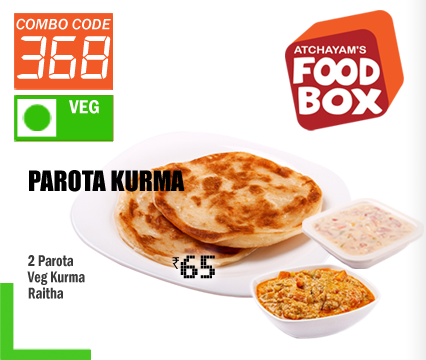 COMBO CODE
368
VEG
ATCHAYAM'S
FOOD
BOX
PAROTA KURMA
2 Parota
Veg Kurma
Raitha
₹65